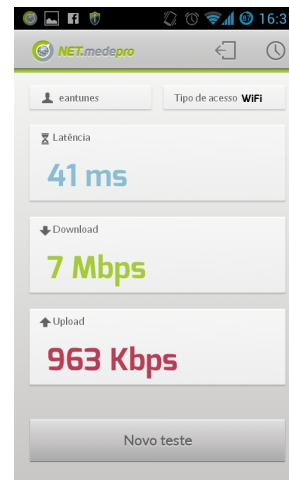 16:3
NET.medepro
eantunes
Tipo de acesso WiFi
Latência
41 ms
Download
7 Mbps
Upload
963 Kbps
Novo teste